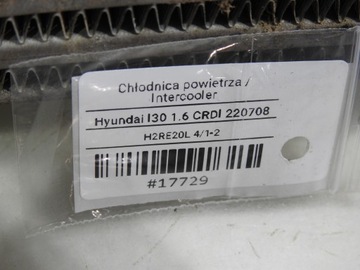 Chłodnica powietrza /
Intercooler
Hyundai I30 1.6 CRDI 220708
H2RE20L 4/1-2
#17729